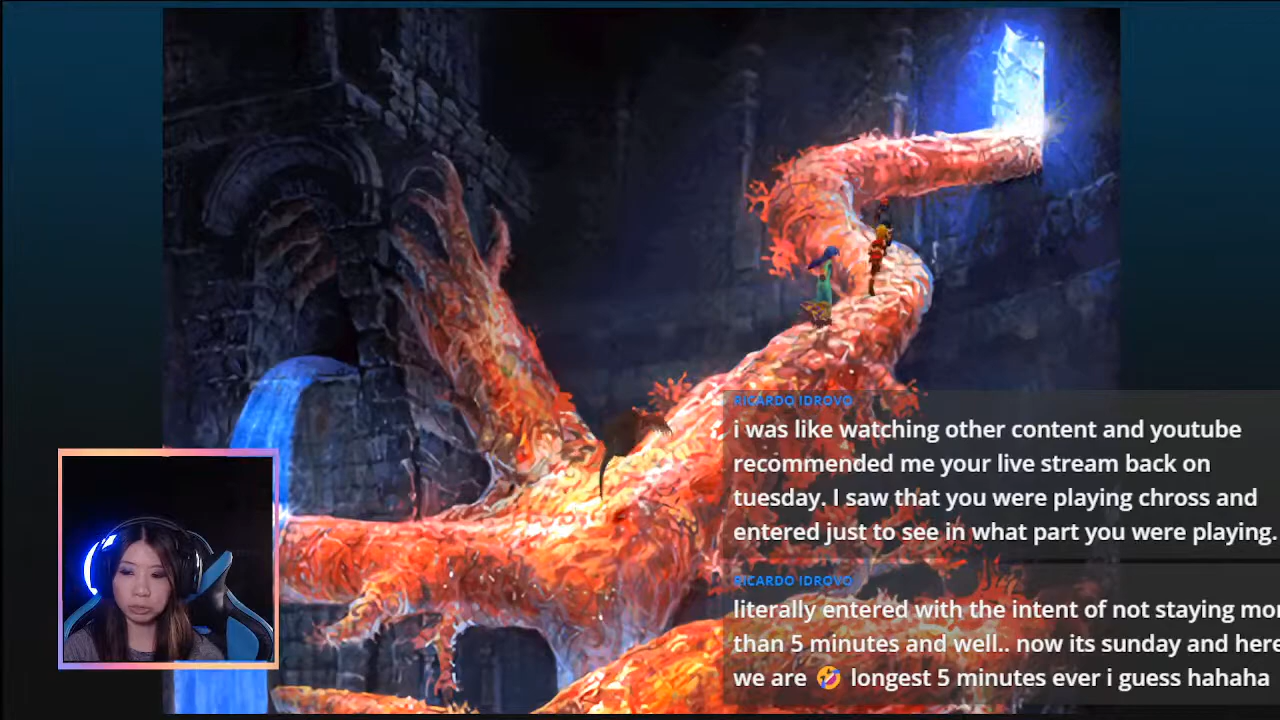 RICARDO IDROVO
i was like watching other content and youtube
recommended me your live stream back on
tuesday. I saw that you were playing chross and
entered just to see in what part you were playing.
RICARDO IDROVO
literally entered with the intent of not staying
than 5 minutes and well.. now its sunday and here
we are 🤣 longest 5 minutes ever i guess hahaha